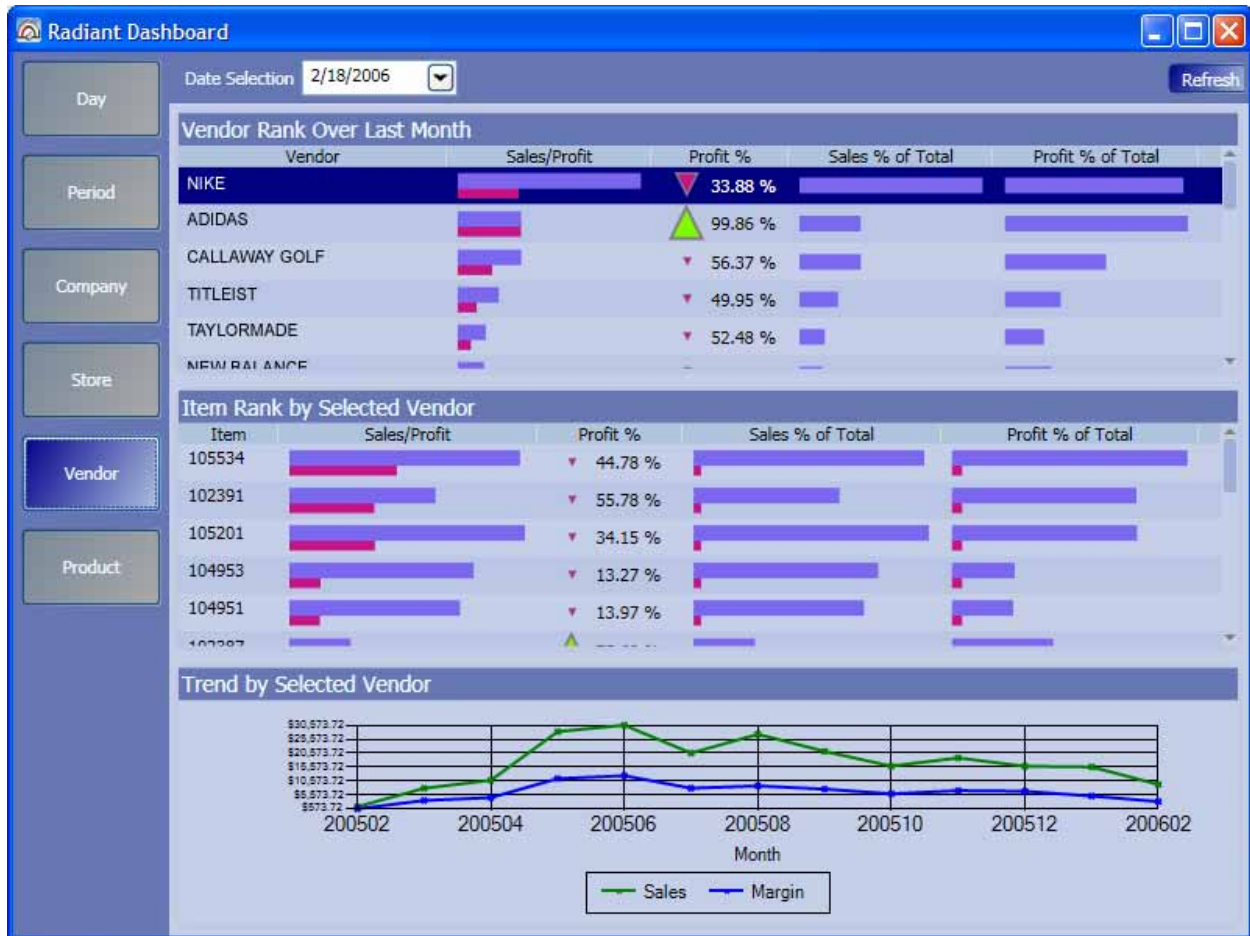 Radiant Dashboard
Day
Period
Company
Store
Vendor
Product
Date Selection 2/18/2006
Refresh
Vendor Rank Over Last Month
Vendor Sales/Profit Profit % Sales % of Total Profit % of Total
NIKE 33.88 %
ADIDAS 99.86 %
CALLAWAY GOLF 56.37 %
TITLEIST 49.95 %
TAYLORMADE 52.48 %
NEW BALANCE
Item Rank by Selected Vendor
Item Sales/Profit Profit % Sales % of Total Profit % of Total
105534 44.78 %
102391 55.78 %
105201 34.15 %
104953 13.27 %
104951 13.97 %
102387
Trend by Selected Vendor
$30,573.72
$25,573.72
$20,573.72
$15,573.72
$10,573.72
$5,573.72
$573.72
200502 200504 200506 200508 200510 200512 200602
Month
Sales Margin